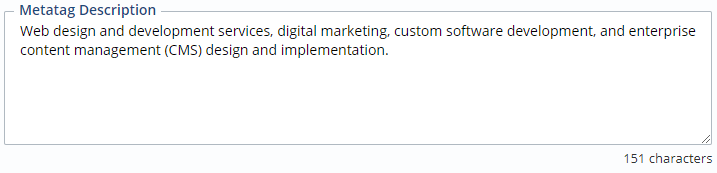 Metatag Description
Web design and development services, digital marketing, custom software development, and enterprise
content management (CMS) design and implementation.
151 characters